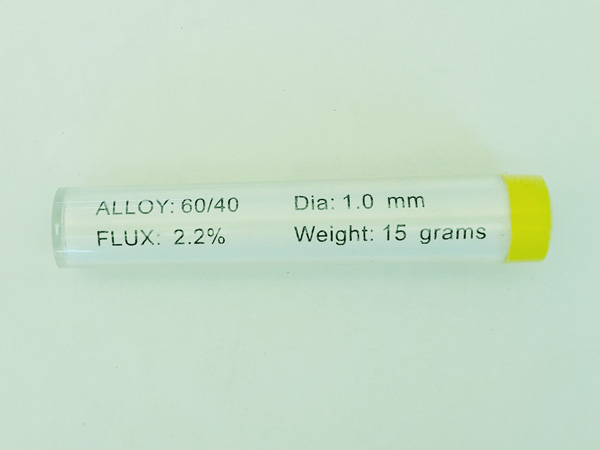 ALLOY: 60/40 Dia: 1.0 mm
FLUX: 2.2% Weight: 15 grams